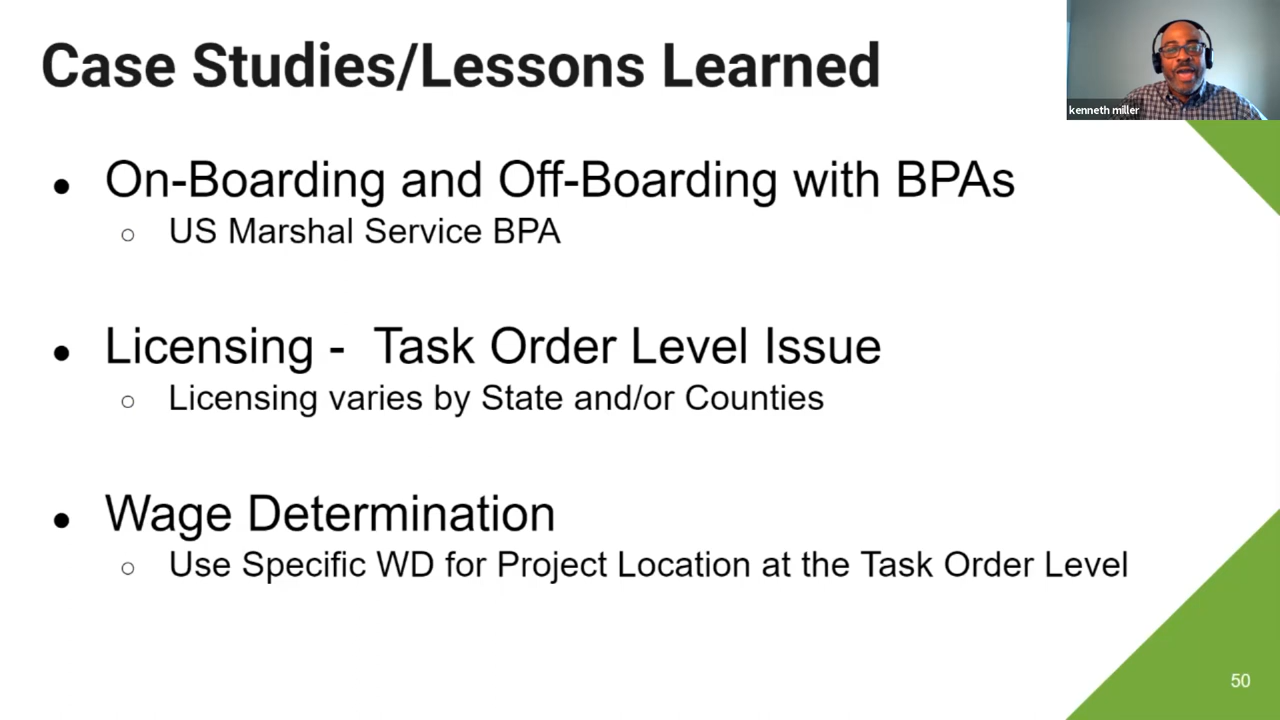 Case Studies/Lessons Learned
kenneth miller
● On-Boarding and Off-Boarding with BPAs
○ US Marshal Service BPA
● Licensing - Task Order Level Issue
○ Licensing varies by State and/or Counties
● Wage Determination
○ Use Specific WD for Project Location at the Task Order Level
50